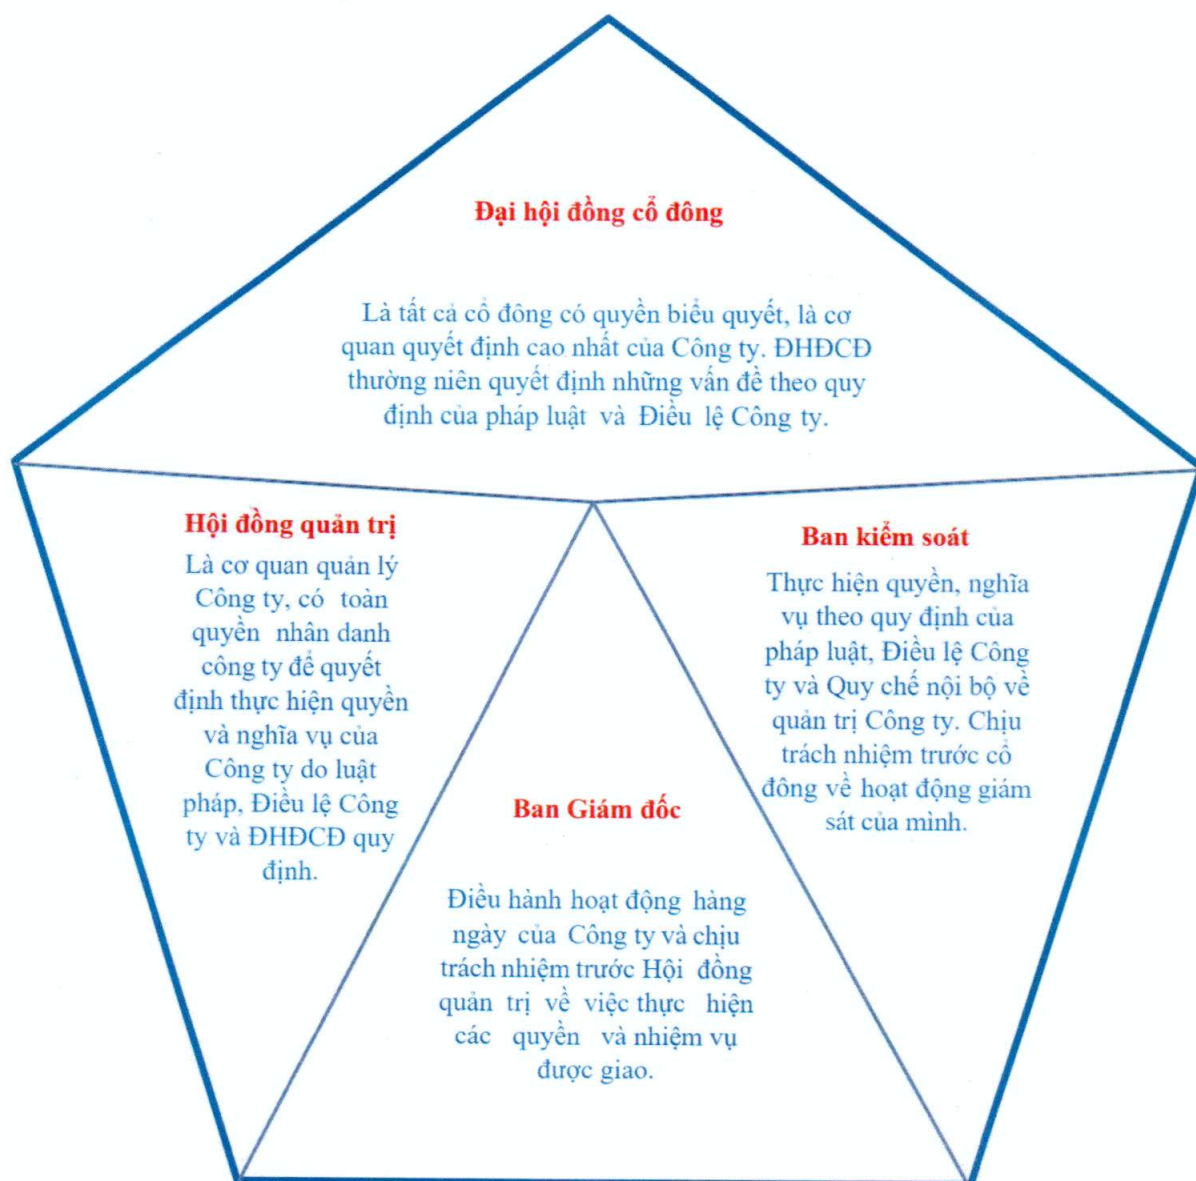 Đại hội đồng cổ đông
Là tất cả cổ đông có quyền biểu quyết, là cơ
quan quyết định cao nhất của Công ty. ĐHĐCĐ
thường niên quyết định những vấn đề theo quy
định của pháp luật và Điều lệ Công ty.
Hội đồng quản trị
Là cơ quan quản lý
Công ty, có toàn
quyền nhân danh
công ty để quyết
định thực hiện quyền
và nghĩa vụ của
Công ty do luật
pháp, Điều lệ Công
ty và ĐHĐCĐ quy
định.
Ban Giám đốc
Điều hành hoạt động hàng
ngày của Công ty và chịu
trách nhiệm trước Hội đồng
quản trị về việc thực hiện
các quyền và nhiệm vụ
được giao.
Ban kiểm soát
Thực hiện quyền, nghĩa
vụ theo quy định của
pháp luật, Điều lệ Công
ty và Quy chế nội bộ về
quản trị Công ty. Chịu
trách nhiệm trước cổ
đông về hoạt động giám
sát của mình.